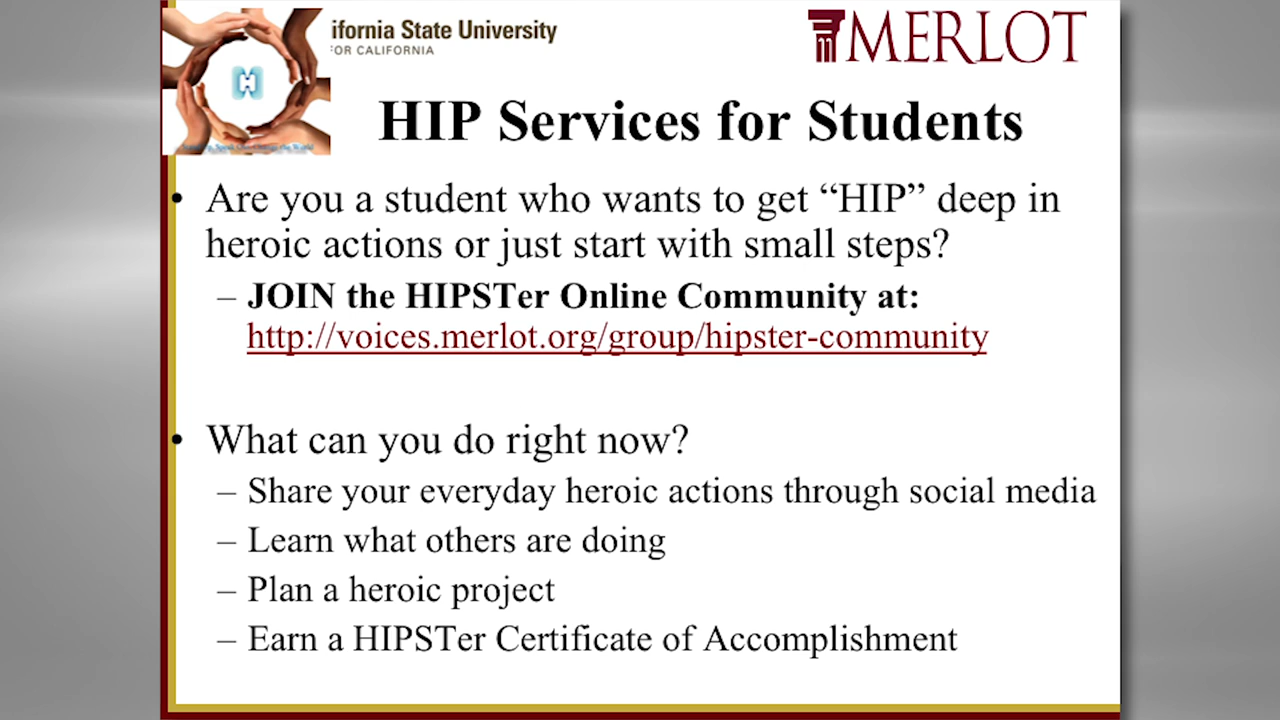 ifornia State University
FOR CALIFORNIA
MERLOT
HIP Services for Students
• Are you a student who wants to get “HIP” deep in
heroic actions or just start with small steps?
– JOIN the HIPSTer Online Community at:
http://voices.merlot.org/group/hipster-community
• What can you do right now?
– Share your everyday heroic actions through social media
– Learn what others are doing
– Plan a heroic project
– Earn a HIPSTer Certificate of Accomplishment